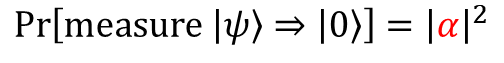 Pr[measure |𝜓⟩ ⇒ |0⟩] = |𝛼|²